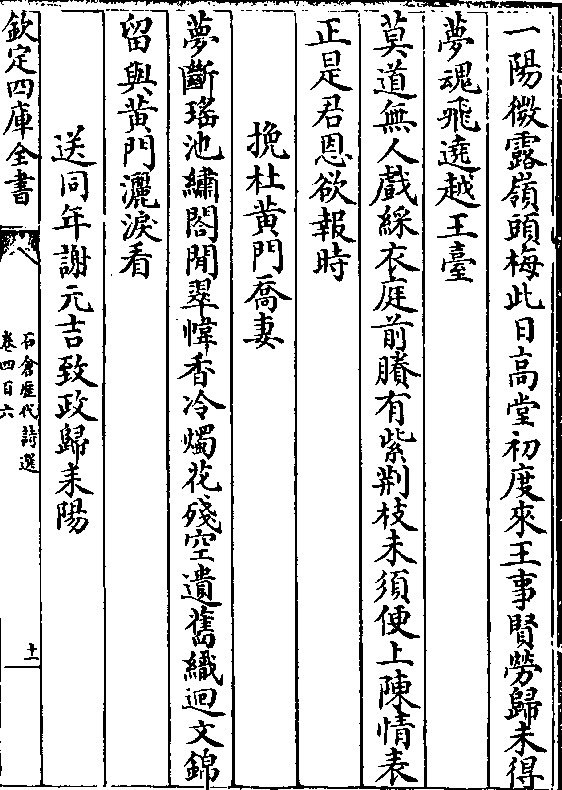 一陽微露嶺頭梅此日高堂初度來王事賢勞歸未得
夢魂飛遶越王臺
莫道無人戲綵衣庭前賸有紫荆枝未須便上陳情表
正是君恩欲報時
挽杜黄門喬妻
夢斷瑤池繡閣閒翠幃香冷燭花殘空遺舊織迴文錦
留與黄門灑淚看
送同年謝元吉致政歸耒陽
欽定四庫全書
石倉歷代詩選
卷四百六
十一